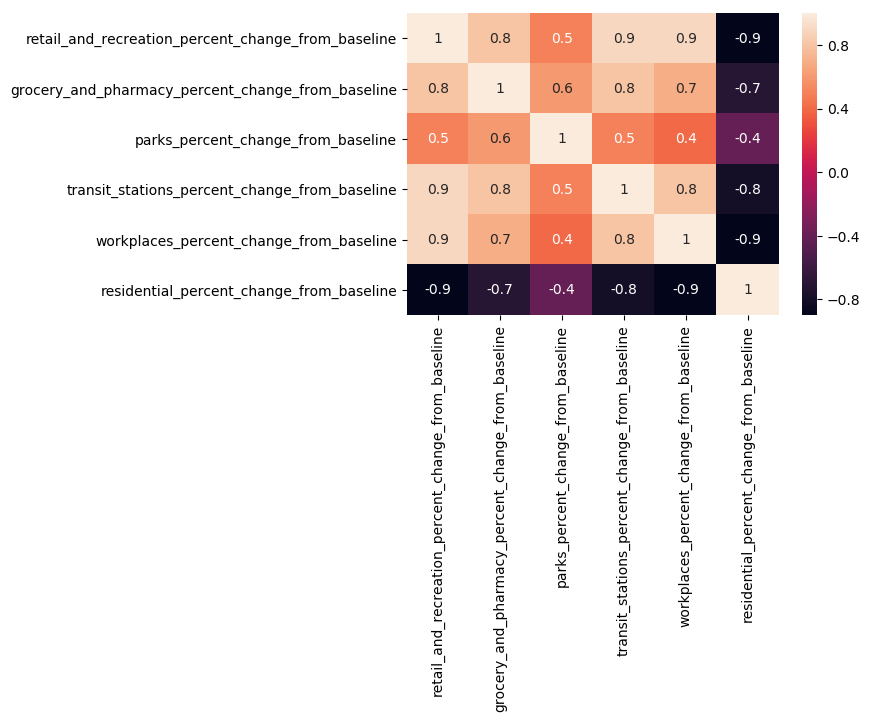 retail_and_recreation_percent_change_from_baseline 1 0.8 0.5 0.9 0.9 -0.9
grocery_and_pharmacy_percent_change_from_baseline 0.8 1 0.6 0.8 0.7 -0.7
parks_percent_change_from_baseline 0.5 0.6 1 0.5 0.4 -0.4
transit_stations_percent_change_from_baseline 0.9 0.8 0.5 1 0.8 -0.8
workplaces_percent_change_from_baseline 0.9 0.7 0.4 0.8 1 -0.9
residential_percent_change_from_baseline -0.9 -0.7 -0.4 -0.8 -0.9 1
retail_and_recreation_percent_change_from_baseline
grocery_and_pharmacy_percent_change_from_baseline
parks_percent_change_from_baseline
transit_stations_percent_change_from_baseline
workplaces_percent_change_from_baseline
residential_percent_change_from_baseline
0.8
0.4
0.0
−0.4
−0.8